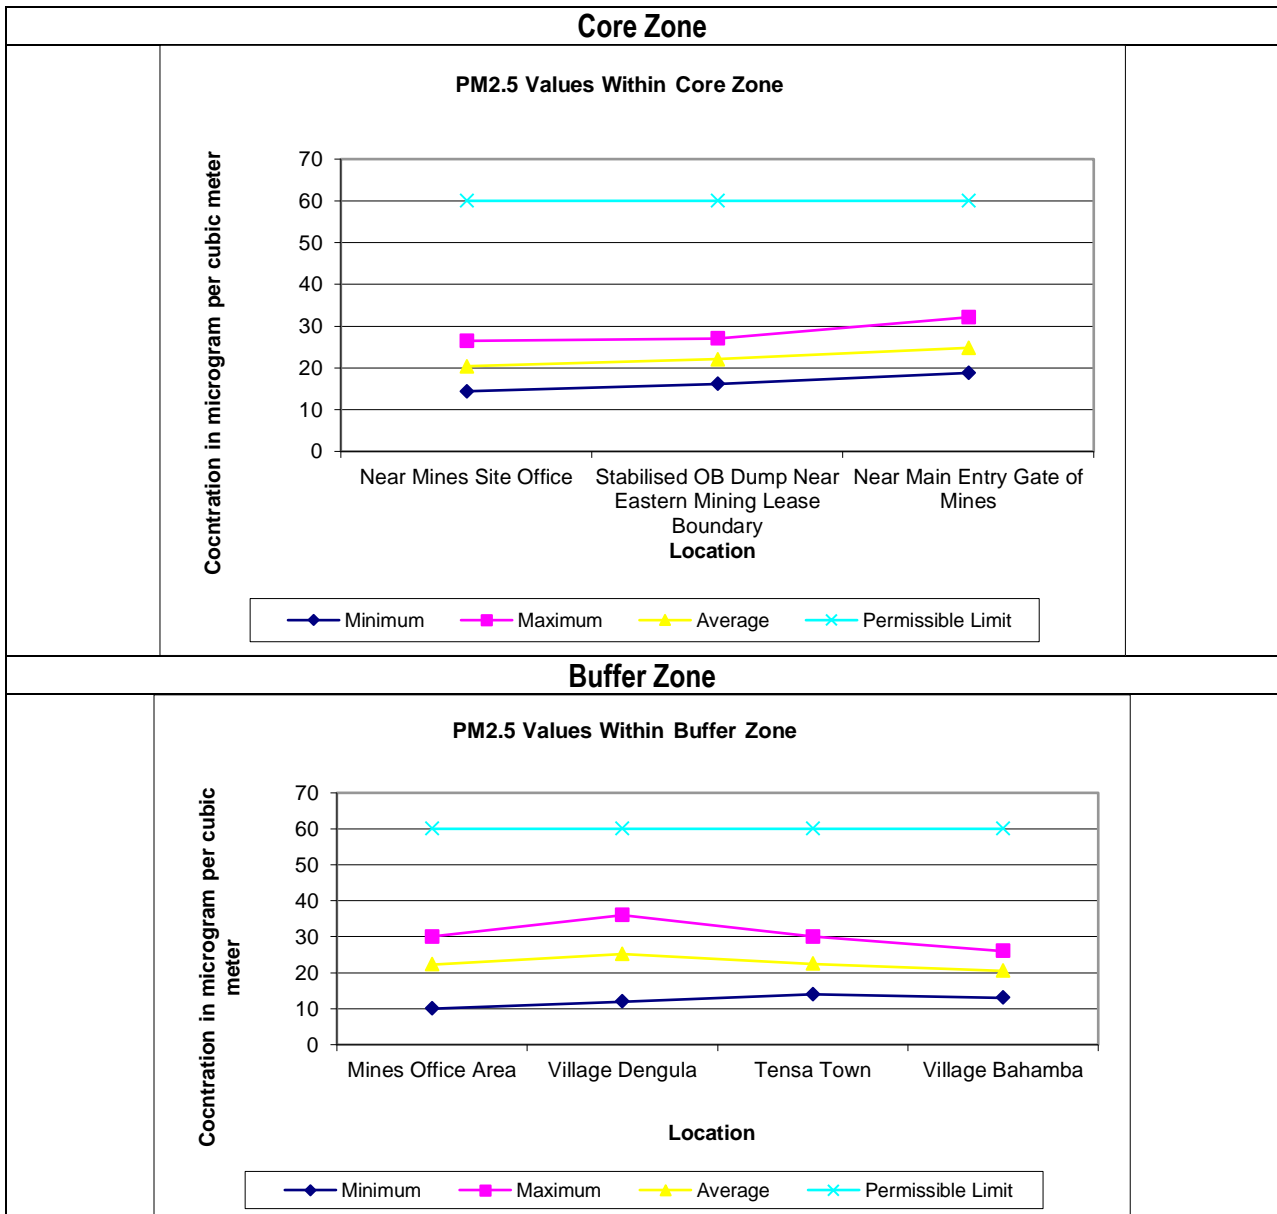 Core Zone
PM2.5 Values Within Core Zone
Cocntration in microgram per cubic meter
70
60
50
40
30
20
10
0
Near Mines Site Office
Stabilised OB Dump Near
Eastern Mining Lease
Boundary
Near Main Entry Gate of
Mines
Location
Minimum
Maximum
Average
Permissible Limit
Buffer Zone
PM2.5 Values Within Buffer Zone
Cocntration in microgram per cubic
meter
70
60
50
40
30
20
10
0
Mines Office Area
Village Dengula
Tensa Town
Village Bahamba
Location
Minimum
Maximum
Average
Permissible Limit